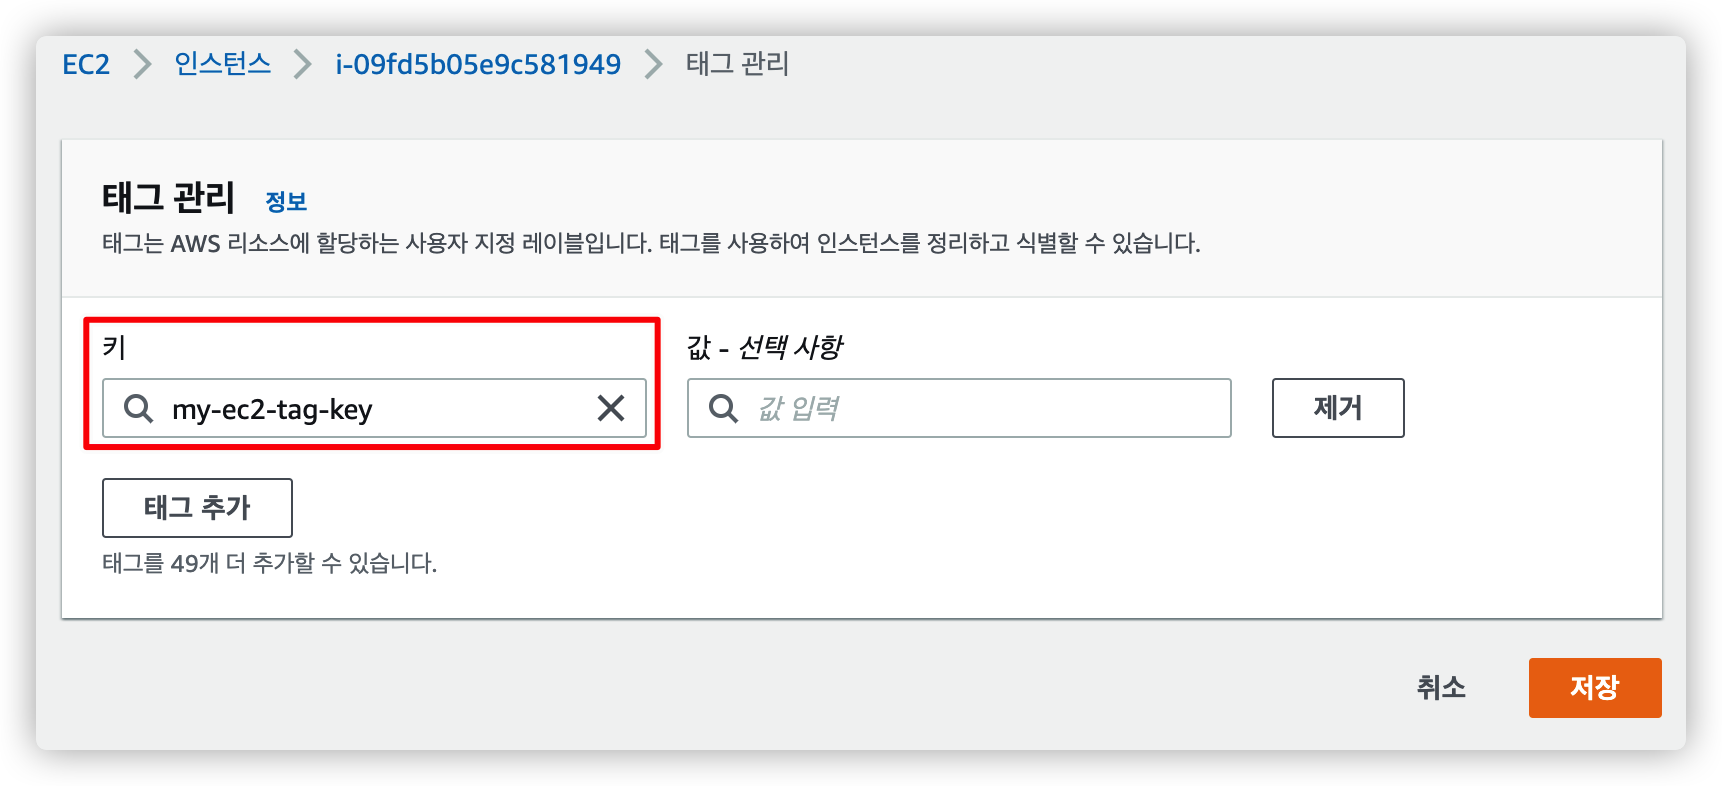 EC2 > 인스턴스 > i-09fd5b05e9c581949 > 태그 관리
태그 관리 정보
태그는 AWS 리소스에 할당하는 사용자 지정 레이블입니다. 태그를 사용하여 인스턴스를 정리하고 식별할 수 있습니다.
키
값 - 선택 사항
my-ec2-tag-key
값 입력
제거
태그 추가
태그를 49개 더 추가할 수 있습니다.
취소
저장